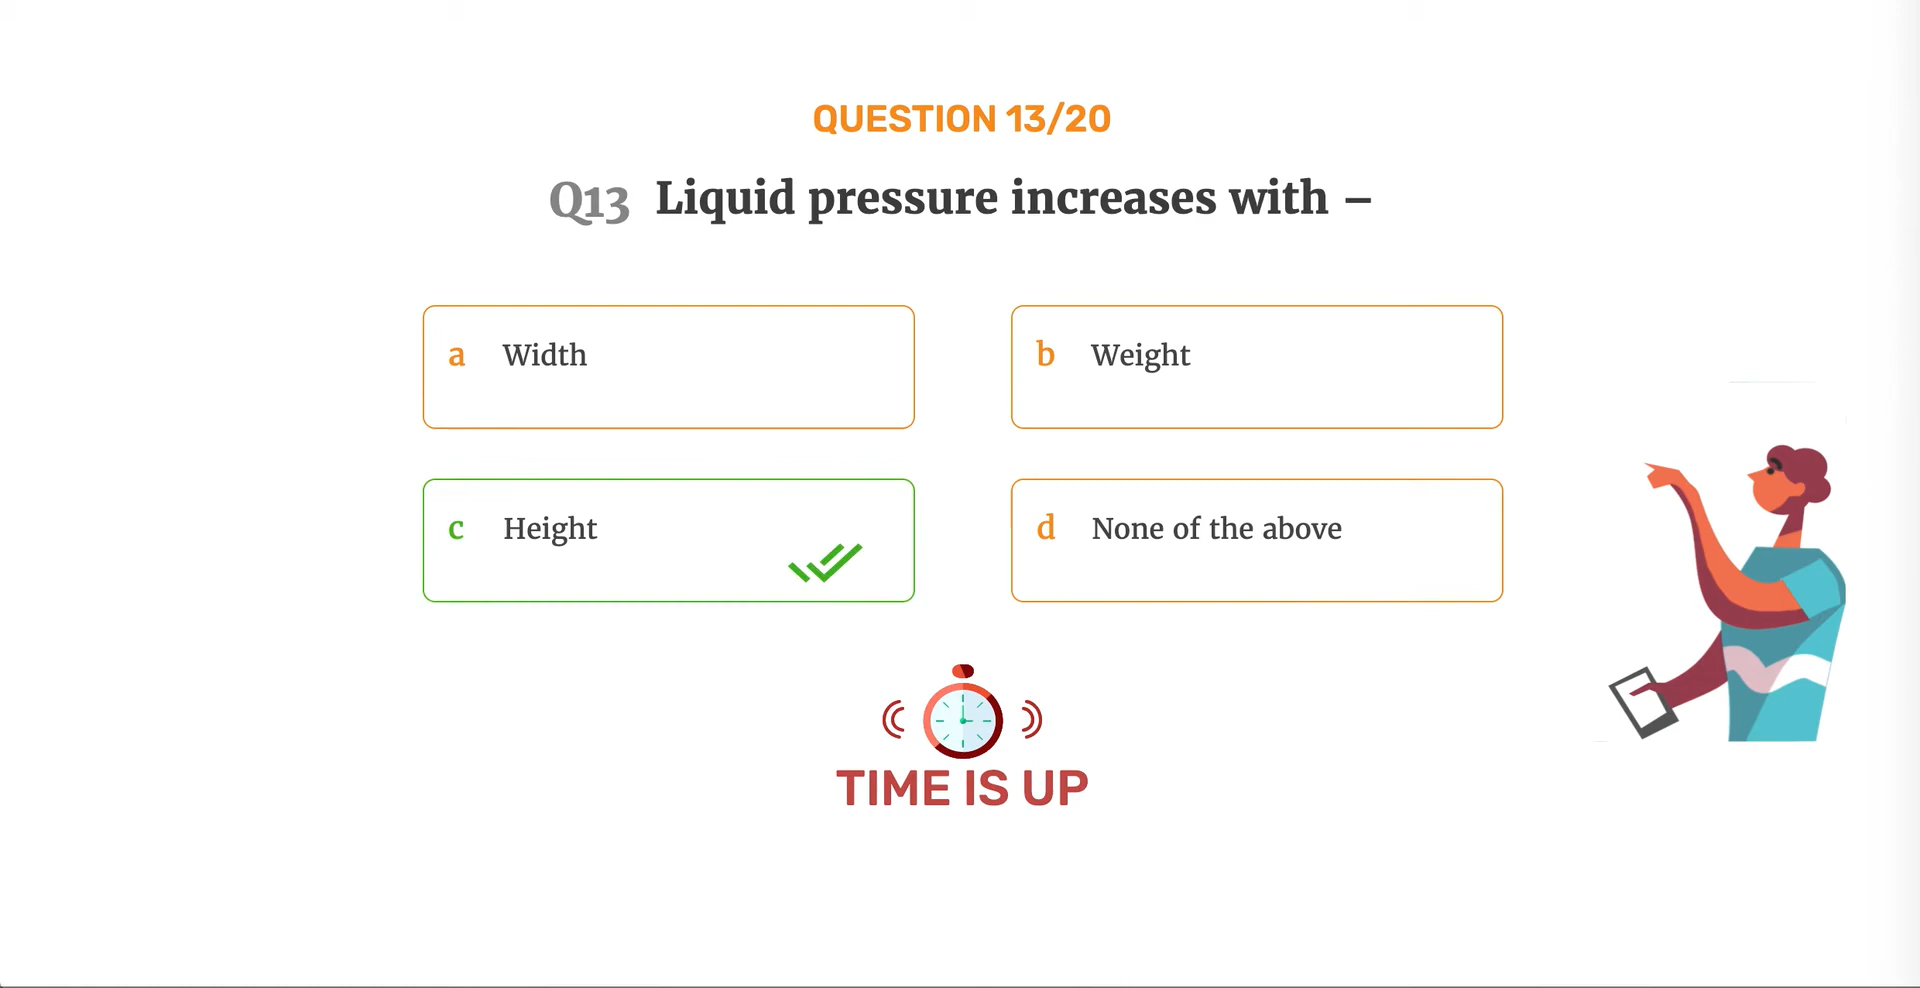 QUESTION 13/20
Q13 Liquid pressure increases with –
a Width
b Weight
c Height
d None of the above
TIME IS UP